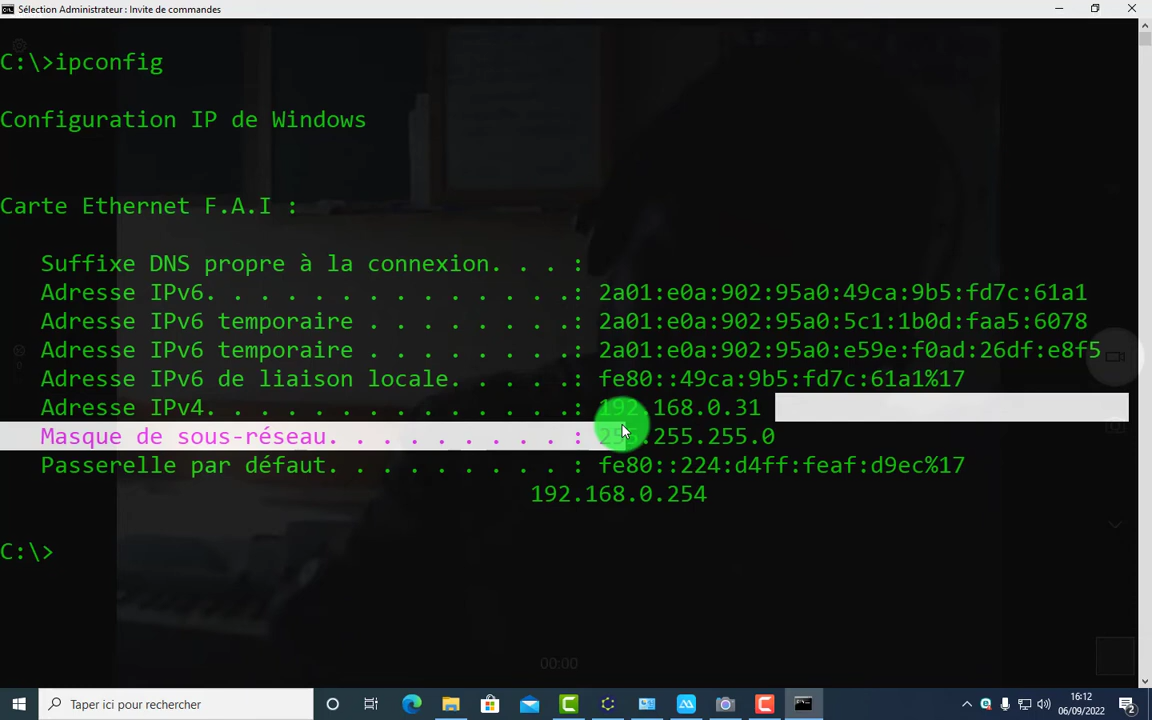 Sélection Administrateur : Invite de commandes
C:\>ipconfig
Configuration IP de Windows
Carte Ethernet F.A.I :
Suffixe DNS propre à la connexion. . . :
Adresse IPv6. . . . . . . . . . . . . .: 2a01:e0a:902:95a0:49ca:9b5:fd7c:61a1
Adresse IPv6 temporaire . . . . . . . .: 2a01:e0a:902:95a0:5c1:1b0d:faa5:6078
Adresse IPv6 temporaire . . . . . . . .: 2a01:e0a:902:95a0:e59e:f0ad:26df:e8f5
Adresse IPv6 de liaison locale. . . . .: fe80::49ca:9b5:fd7c:61a1%17
Adresse IPv4. . . . . . . . . . . . . .: 192.168.0.31
Masque de sous-réseau. . . . . . . . . : 255.255.255.0
Passerelle par défaut. . . . . . . . . : fe80::224:d4ff:feaf:d9ec%17
192.168.0.254
C:\>
00:00
Taper ici pour rechercher
16:12
06/09/2022
2